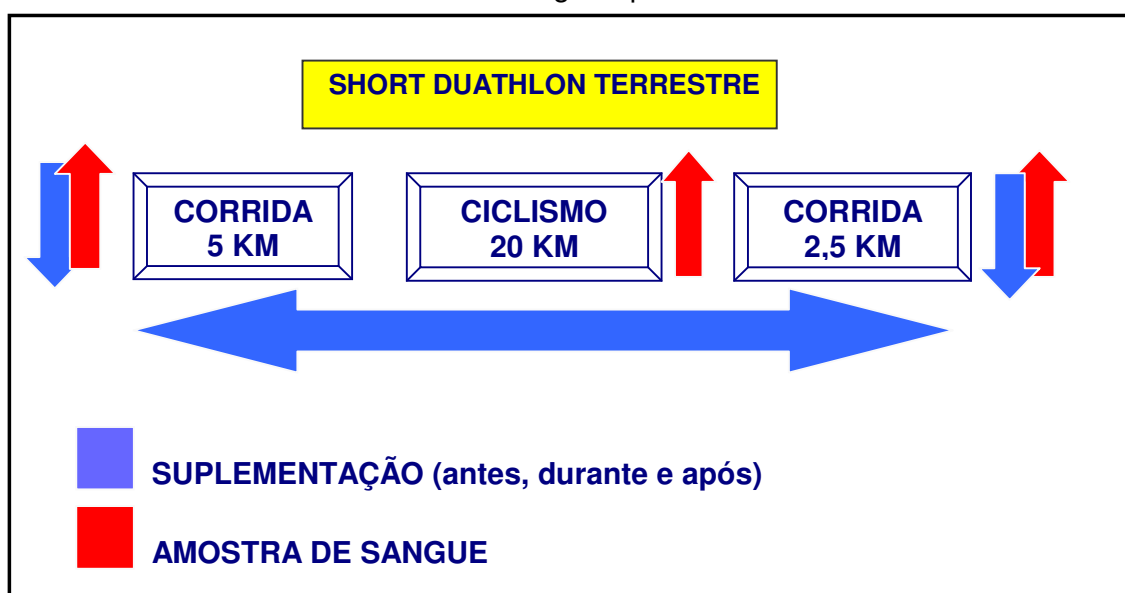 SHORT DUATHLON TERRESTRE
CORRIDA
5 KM
CICLISMO
20 KM
CORRIDA
2,5 KM
SUPLEMENTAÇÃO (antes, durante e após)
AMOSTRA DE SANGUE